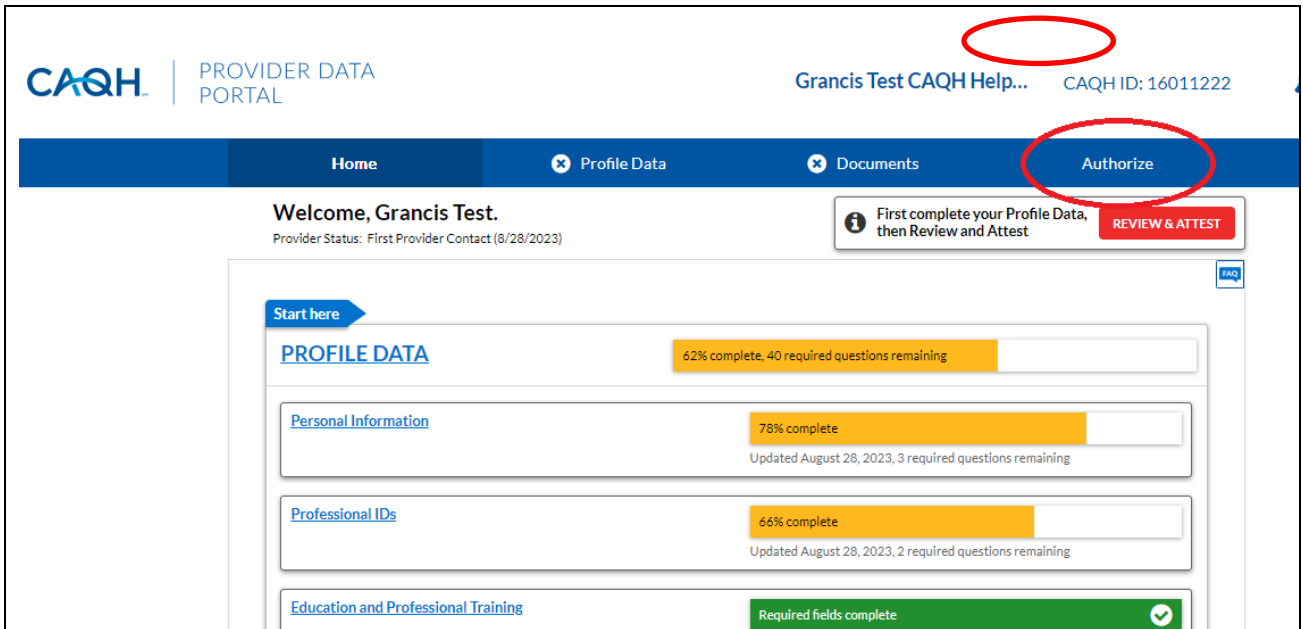 CAQH
PROVIDER DATA
PORTAL
Grancis Test CAQH Help...
CAQH ID: 16011222
Home
Profile Data
Documents
Authorize
Welcome, Grancis Test.
Provider Status: First Provider Contact (8/28/2023)
First complete your Profile Data,
then Review and Attest
REVIEW & ATTEST
FAQ
Start here
PROFILE DATA
62% complete, 40 required questions remaining
Personal Information
78% complete
Updated August 28, 2023, 3 required questions remaining
Professional IDs
66% complete
Updated August 28, 2023, 2 required questions remaining
Education and Professional Training
Required fields complete